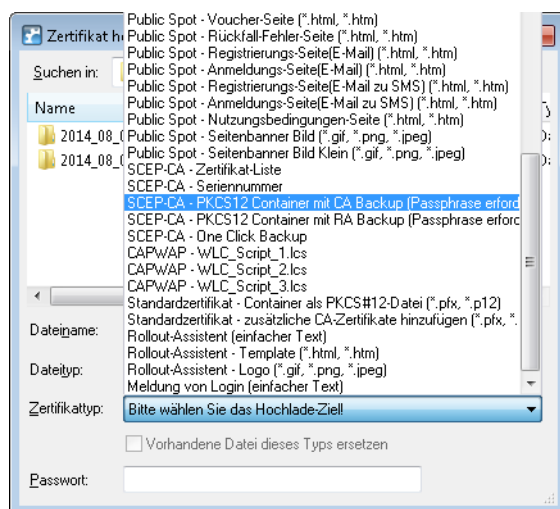 Public Spot - Voucher-Seite (*.html, *.htm)
Zertifikat
Public Spot - Rückfall-Fehler-Seite (*.html, *.htm)
Public Spot - Registrierungs-Seite(E-Mail) (*.html, *.htm)
Suchen in:
Public Spot - Anmeldungs-Seite(E-Mail) (*.html, *.htm)
Public Spot - Registrierungs-Seite(E-Mail zu SMS) (*.html, *.htm)
Name
Public Spot - Anmeldungs-Seite(E-Mail zu SMS) (*.html, *.htm)
Public Spot - Nutzungsbedingungen-Seite (*.html, *.htm)
2014_08_0
Public Spot - Seitenbanner Bild (*.gif, *.png, *.jpeg)
2014_08_0
Public Spot - Seitenbanner Bild Klein (*.gif, *.png, *.jpeg)
SCEP-CA - Zertifikat-Liste
SCEP-CA - Seriennummer
SCEP-CA - PKCS12 Container mit CA Backup (Passphrase erford
SCEP-CA - PKCS12 Container mit RA Backup (Passphrase erforc
SCEP-CA - One Click Backup
CAPWAP - WLC_Script_1.lcs
CAPWAP - WLC_Script_2.lcs
CAPWAP - WLC_Script_3.lcs
Standardzertifikat - Container als PKCS#12-Datei (*.pfx, *.p12)
Standardzertifikat - zusätzliche CA-Zertifikate hinzufügen (*.pfx, *.
Dateiname:
Rollout-Assistent (einfacher Text)
Rollout-Assistent - Template (*.html, *.htm)
Dateityp:
Rollout-Assistent - Logo (*.gif, *.png, *.jpeg)
Meldung von Login (einfacher Text)
Zertifikattyp:
Bitte wählen Sie das Hochlade-Ziel!
Vorhandene Datei dieses Typs ersetzen
Passwort: